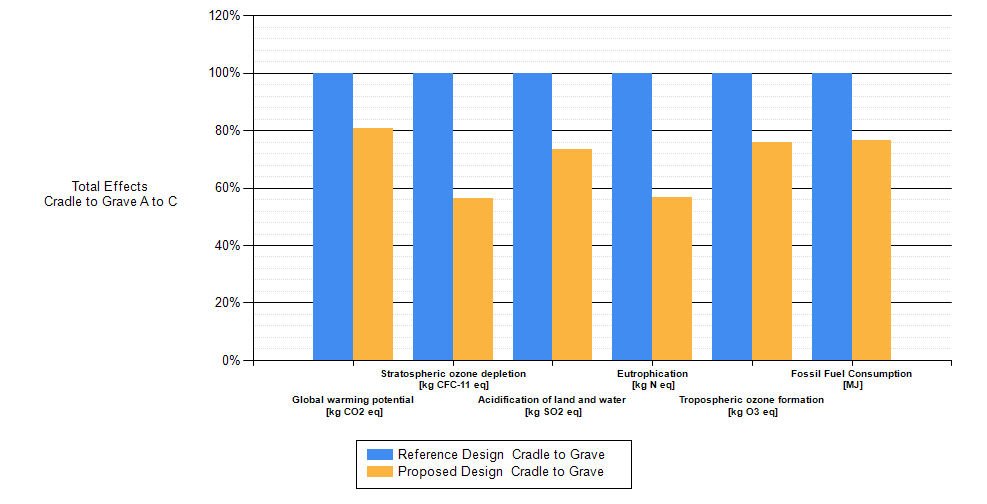 120%
100%
80%
60%
40%
20%
0%
Total Effects
Cradle to Grave A to C
Stratospheric ozone depletion
[kg CFC-11 eq]
Eutrophication
[kg N eq]
Fossil Fuel Consumption
[MJ]
Global warming potential
[kg CO2 eq]
Acidification of land and water
[kg SO2 eq]
Tropospheric ozone formation
[kg O3 eq]
Reference Design  Cradle to Grave
Proposed Design  Cradle to Grave